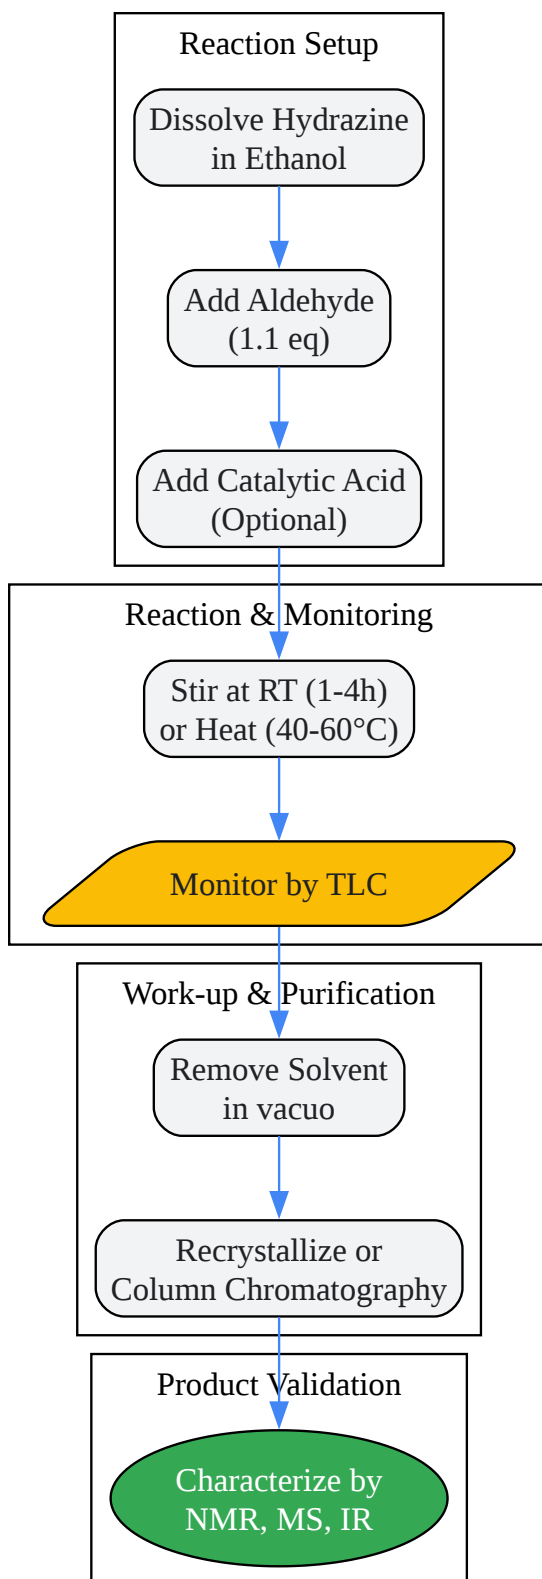 Reaction Setup
Dissolve Hydrazine
in Ethanol
Add Aldehyde
(1.1 eq)
Add Catalytic Acid
(Optional)
Reaction & Monitoring
Stir at RT (1-4h)
or Heat (40-60°C)
Monitor by TLC
Work-up & Purification
Remove Solvent
in vacuo
Recrystallize or
Column Chromatography
Product Validation
Characterize by
NMR, MS, IR